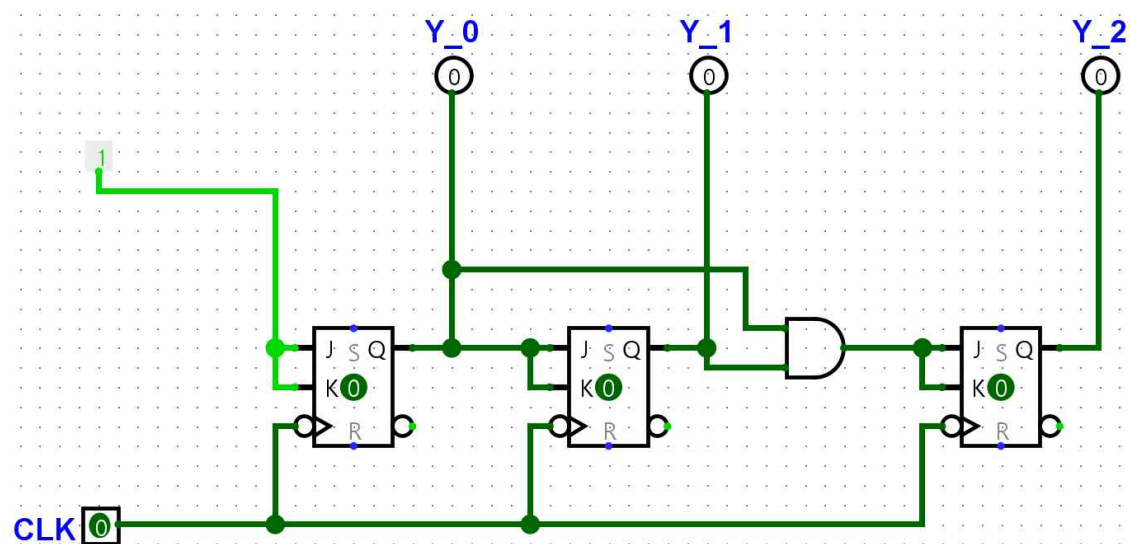 Y_0 Y_1 Y_2
0 0 0
1
J S Q J S Q J S Q
K 0 K 0 K 0
R R R
CLK 0